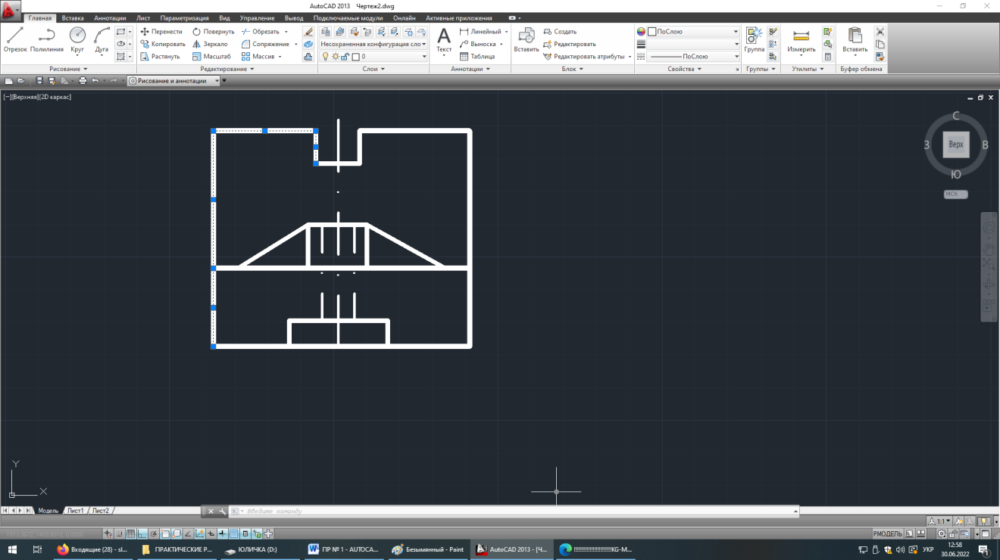 AutoCAD 2013 Чертеж2.dwg
Главная Вставка Аннотации Лист Параметризация Вид Управление Вывод Подключаемые модули Онлайн Активные приложения
Отрезок Полилиния Круг Дуга
Перенести Повернуть Обрезать
Копировать Зеркало Сопряжение
Растянуть Масштаб Массив
Несохраненная конфигурация сло
0
Текст
Линейный
Выноска
Таблица
Вставить
Создать
Редактировать
Редактировать атрибуты
ПоСлою
ПоСлою
Группа
Измерить
Вставить
Рисование Редактирование Слои Аннотации Блок Свойства Группы Утилиты Буфер обмена
Рисование и аннотации
[−][Верхняя][2D каркас]
С
З Верх В
Ю
МСК
Y
X
Модель Лист1 Лист2
Введите команду
1:1
РМОДЕЛЬ
Входящие (28) - sl...
ПРАКТИЧЕСКИЕ Р...
ЮЛИЧКА (D:)
ПР № 1 - AUTOCA...
Безымянный - Paint
AutoCAD 2013 - [Ч...
УКР
12:58
30.06.2022
1